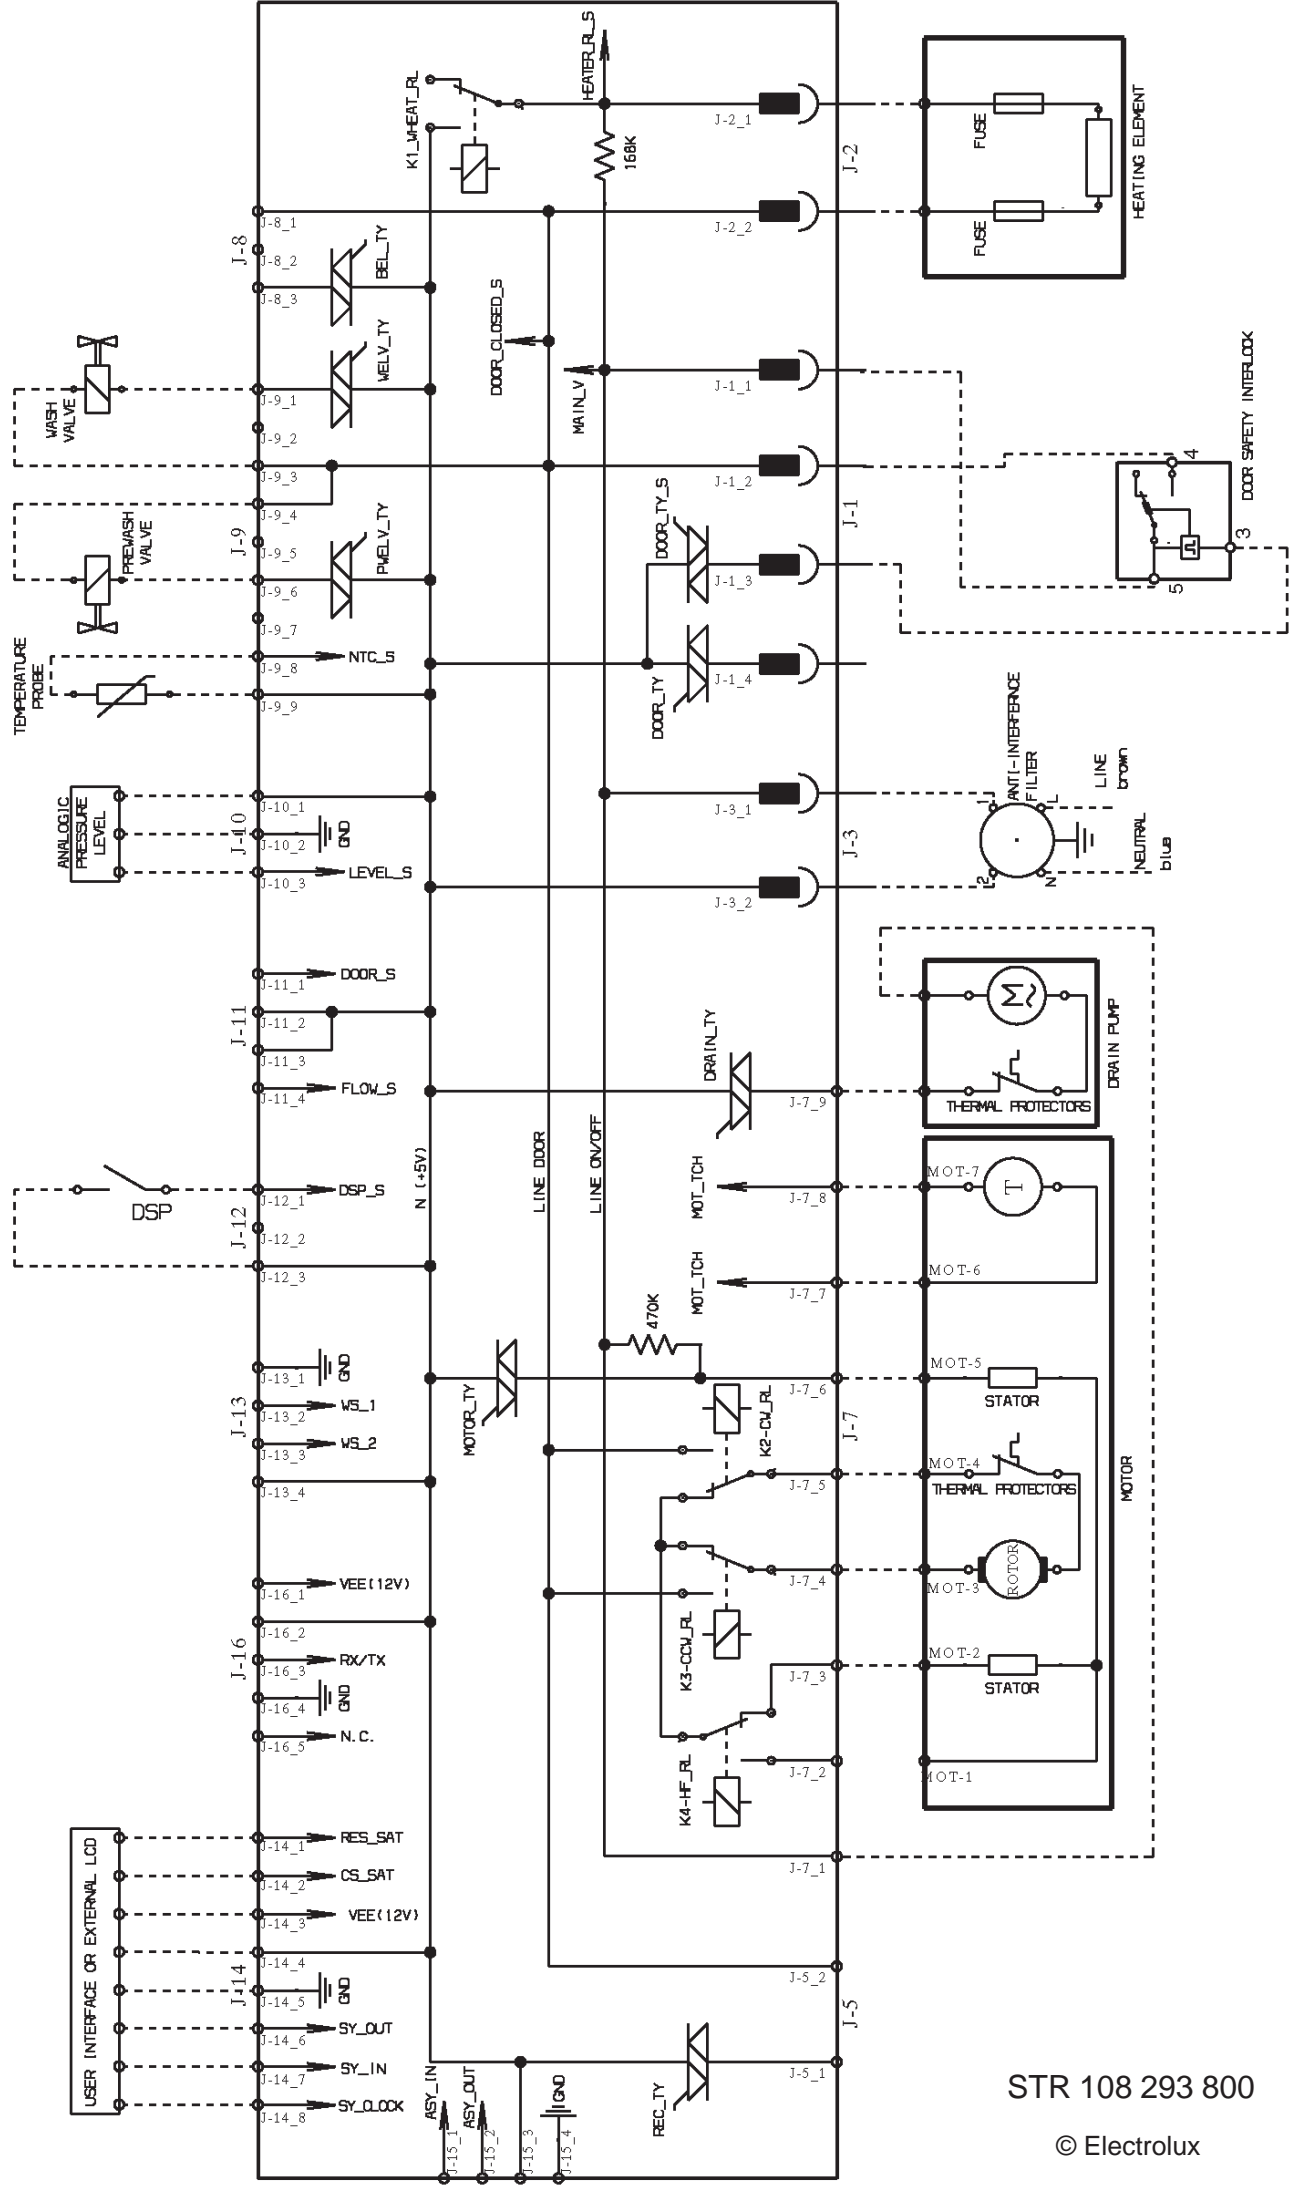 K1_WHEAT_RL
HEATER_RL_S
J-2_1
J-2
168K
J-2_2
FUSE
FUSE
HEATING ELEMENT
J-8
J-8_1
J-8_2
J-8_3
BEL_TY
WELV_TY
DOOR_CLOSED_S
MAIN_V
WASH
VALVE
J-9_1
J-9_2
J-9_3
J-9_4
J-9
J-9_5
J-9_6
J-9_7
J-9_8
J-9_9
PREWASH
VALVE
PWELV_TY
NTC_S
TEMPERATURE
PROBE
J-1_1
J-1_2
J-1
J-1_3
J-1_4
DOOR_TY_S
DOOR_TY
DOOR SAFETY INTERLOCK
4
3
5
ANALOGIC
PRESSURE
LEVEL
J-10
J-10_1
J-10_2
GND
J-10_3
LEVEL_S
J-3_1
J-3
J-3_2
1
2
L
N
ANTI-INTERFERNCE
FILTER
LINE
brown
NEUTRAL
blue
J-11
J-11_1
DOOR_S
J-11_2
J-11_3
J-11_4
FLOW_S
DRAIN_TY
J-7_9
THERMAL PROTECTORS
DRAIN PUMP
M
N (+5V)
LINE DOOR
LINE ON/OFF
DSP
J-12
J-12_1
DSP_S
J-12_2
J-12_3
MOT_TCH
J-7_8
MOT_TCH
J-7_7
MOT-7
T
MOT-6
470K
MOTOR_TY
J-13
J-13_1
GND
J-13_2
WS_1
J-13_3
WS_2
J-13_4
J-7_6
J-7
K2-CW_RL
J-7_5
J-7_4
K3-CCW_RL
J-7_3
K4-HF_RL
J-7_2
J-7_1
MOT-5
STATOR
MOT-4
THERMAL PROTECTORS
MOT-3
ROTOR
MOT-2
STATOR
MOT-1
MOTOR
J-16
J-16_1
VEE(12V)
J-16_2
J-16_3
RX/TX
J-16_4
GND
J-16_5
N.C.
USER INTERFACE OR EXTERNAL LCD
J-14
J-14_1
RES_SAT
J-14_2
CS_SAT
J-14_3
VEE(12V)
J-14_4
J-14_5
GND
J-14_6
SY_OUT
J-14_7
SY_IN
J-14_8
SY_CLOCK
J-5_2
J-5
J-5_1
REC_TY
ASY_IN
ASY_OUT
GND
J-15_1
J-15_2
J-15_3
J-15_4
STR 108 293 800
© Electrolux